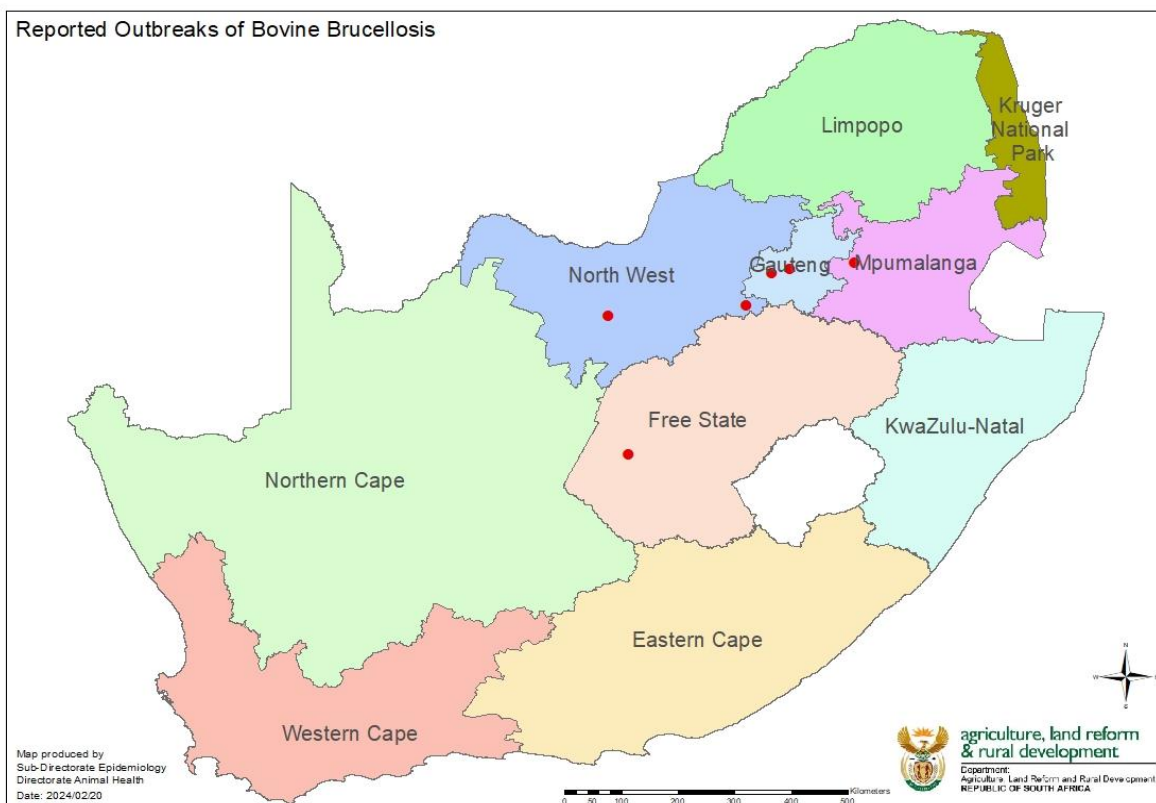 Reported Outbreaks of Bovine Brucellosis
Limpopo
Kruger
National
Park
North West
Gauteng
Mpumalanga
Free State
KwaZulu-Natal
Northern Cape
Eastern Cape
Western Cape
N
W
S
Map produced by
Sub-Directorate Epidemiology
Directorate Animal Health
Date: 2024/02/20
Kilometers
0 50 100 200 300 400 500
agriculture, land reform
& rural development
Department:
Agriculture, Land Reform and Rural Development
REPUBLIC OF SOUTH AFRICA